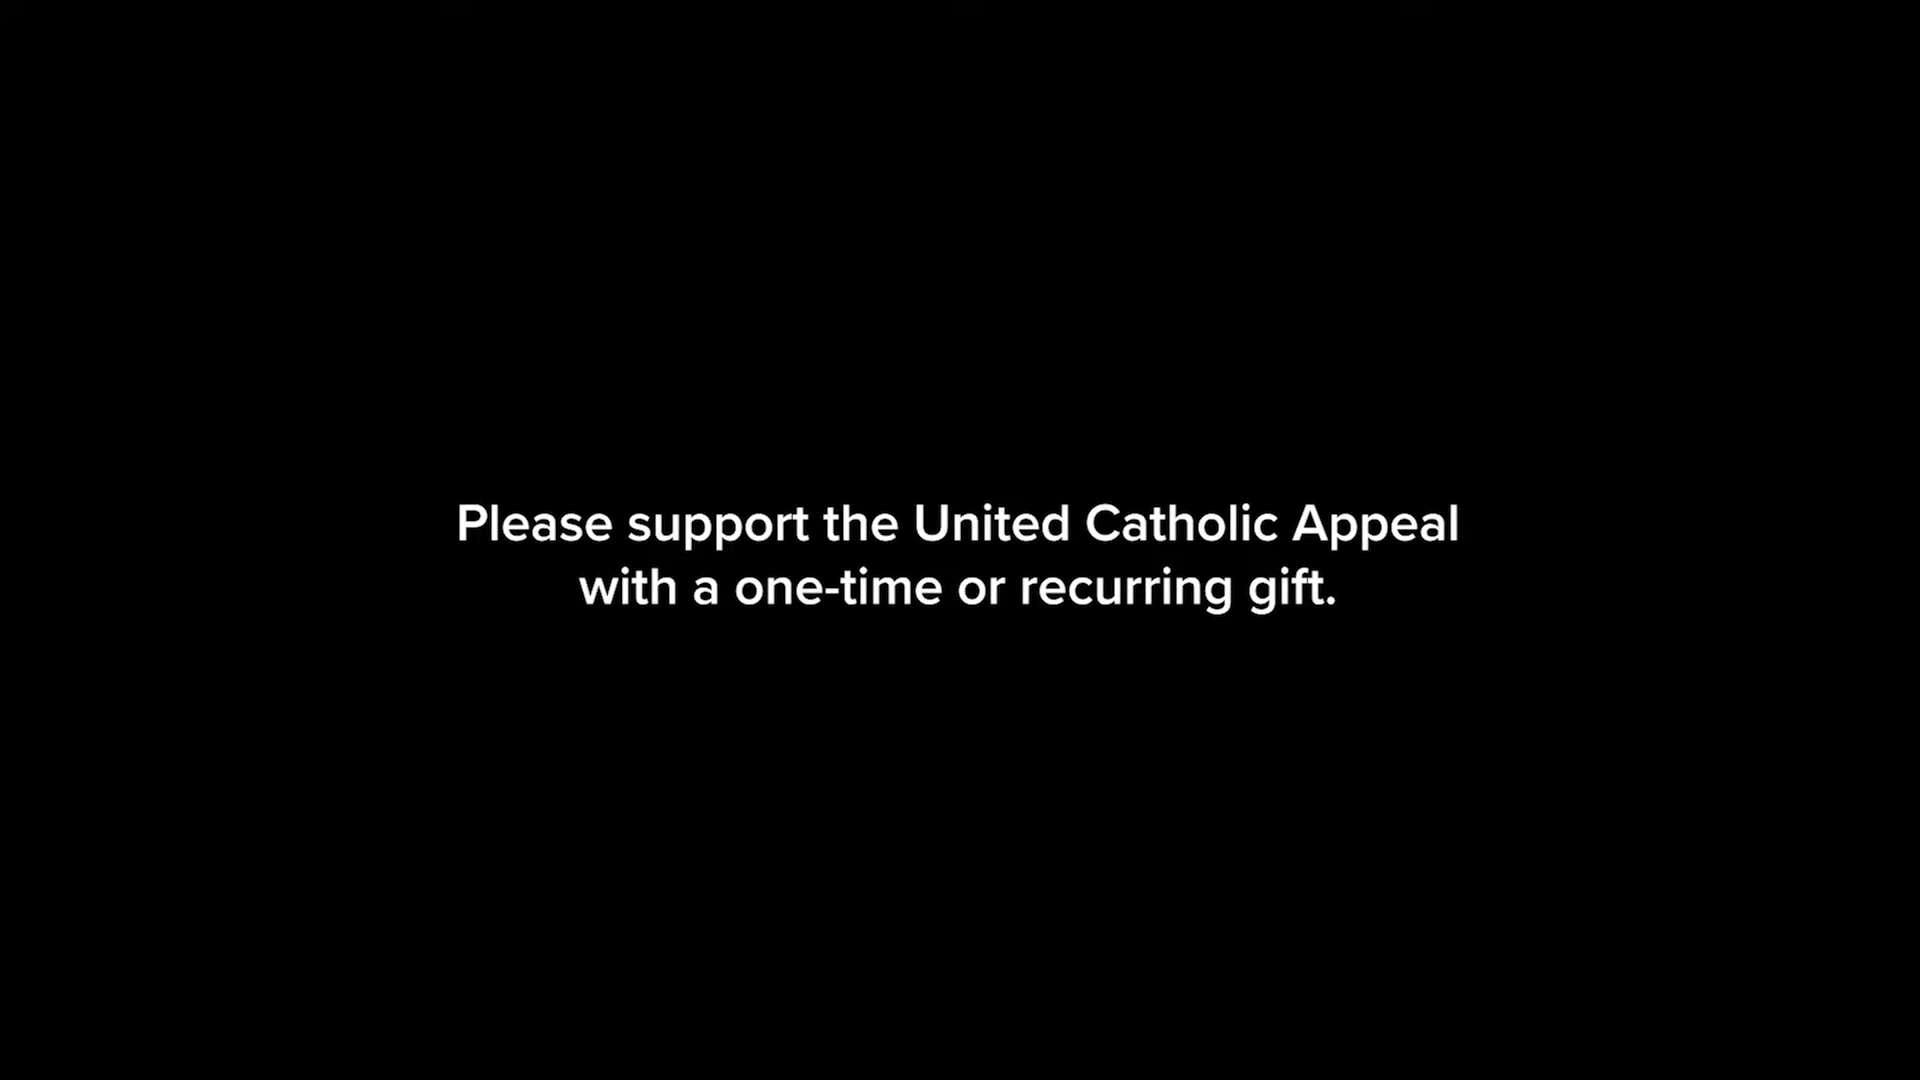 Please support the United Catholic Appeal
with a one-time or recurring gift.